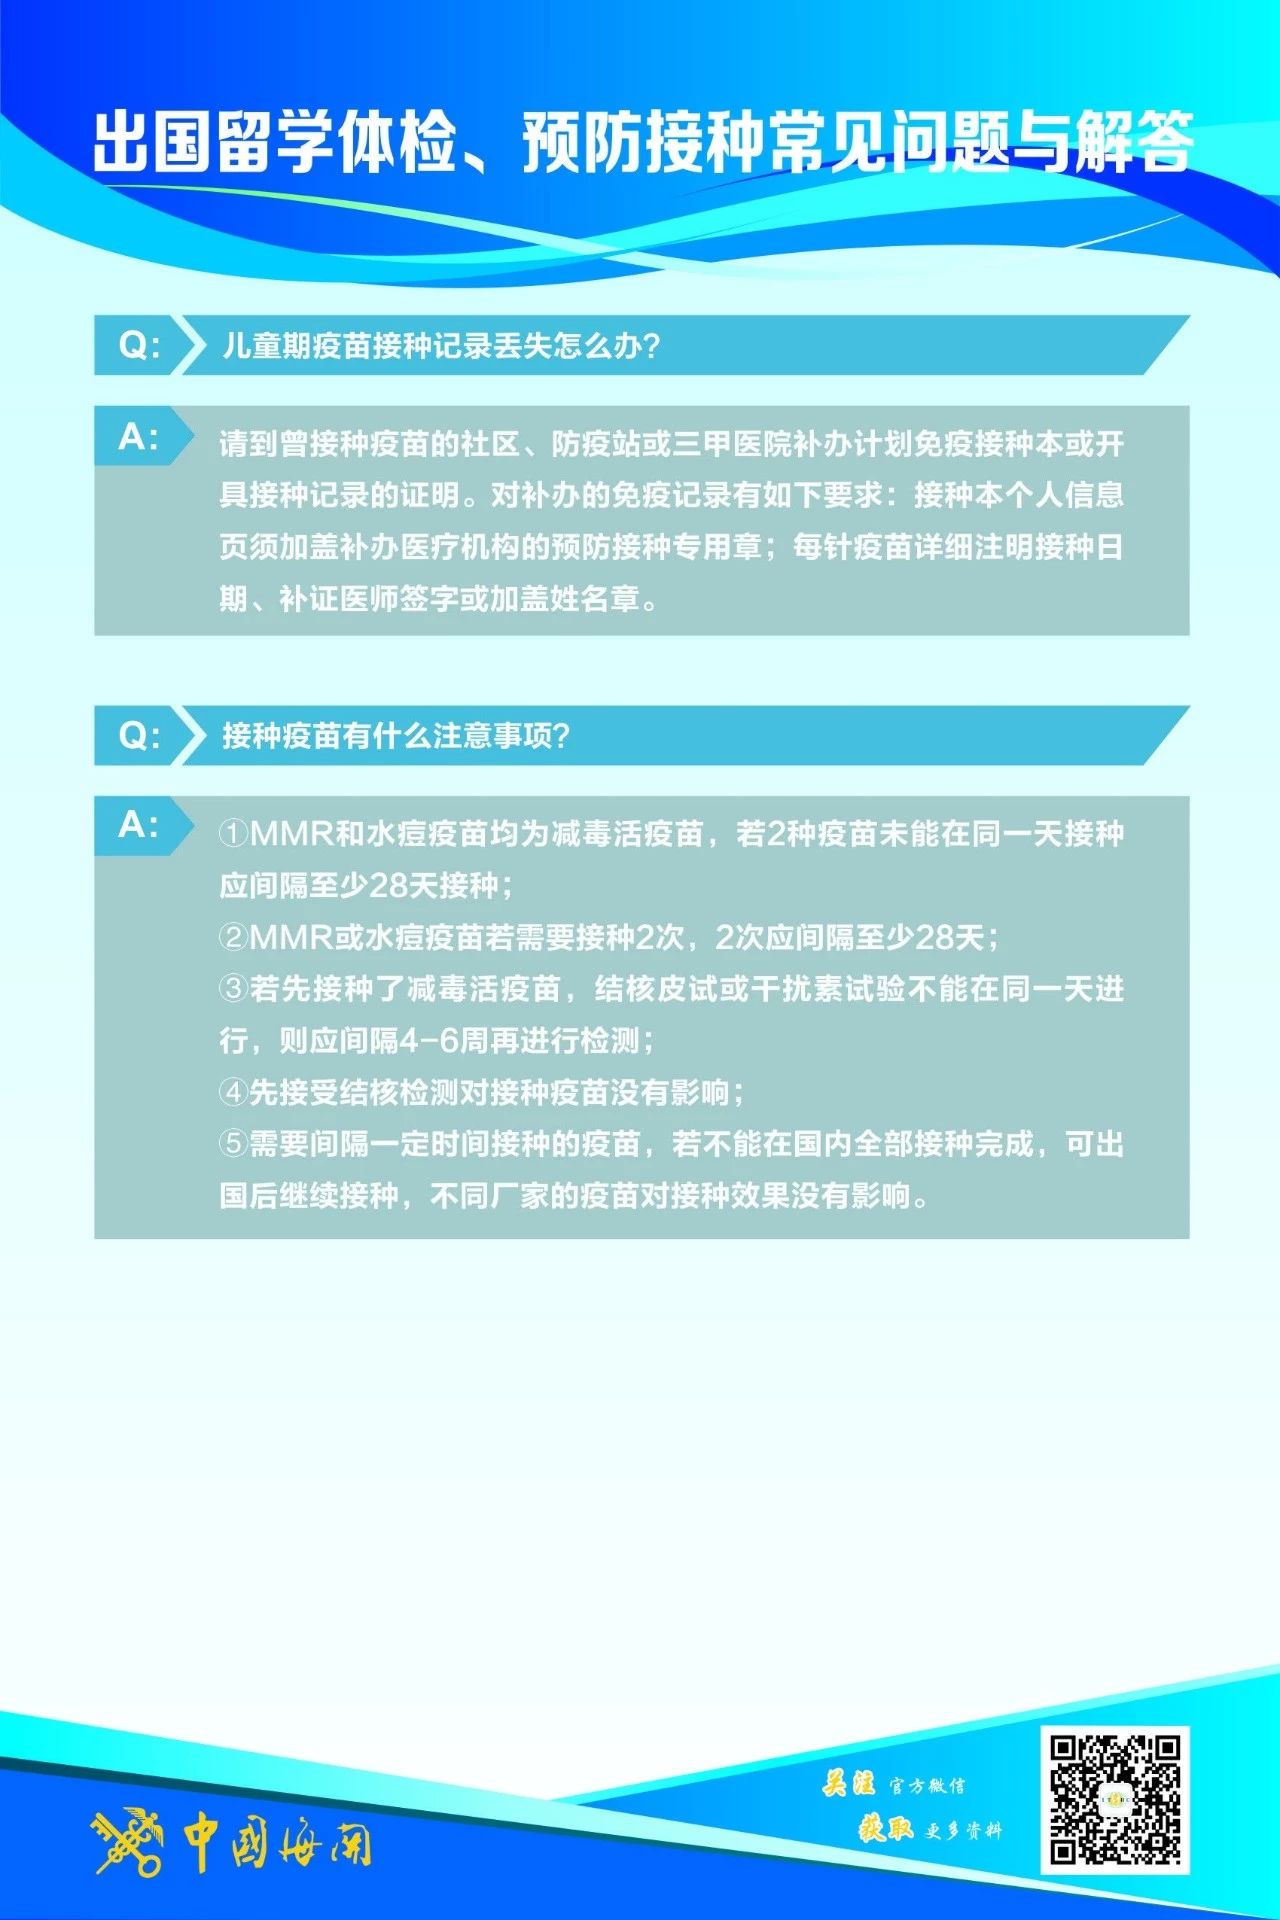 出国留学体检、预防接种常见问题与解答
Q: 儿童期疫苗接种记录丢失怎么办?
A: 请到曾接种疫苗的社区、防疫站或三甲医院补办计划免疫接种本或开
具接种记录的证明。对补办的免疫记录有如下要求：接种本个人信息
页须加盖补办医疗机构的预防接种专用章；每针疫苗详细注明接种日
期、补证医师签字或加盖姓名章。
Q: 接种疫苗有什么注意事项?
A: ①MMR和水痘疫苗均为减毒活疫苗，若2种疫苗未能在同一天接种
应间隔至少28天接种；
②MMR或水痘疫苗若需要接种2次，2次应间隔至少28天；
③若先接种了减毒活疫苗，结核皮试或干扰素试验不能在同一天进
行，则应间隔4-6周再进行检测；
④先接受结核检测对接种疫苗没有影响；
⑤需要间隔一定时间接种的疫苗，若不能在国内全部接种完成，可出
国后继续接种，不同厂家的疫苗对接种效果没有影响。
关注 官方微信
获取 更多资料
中國海關